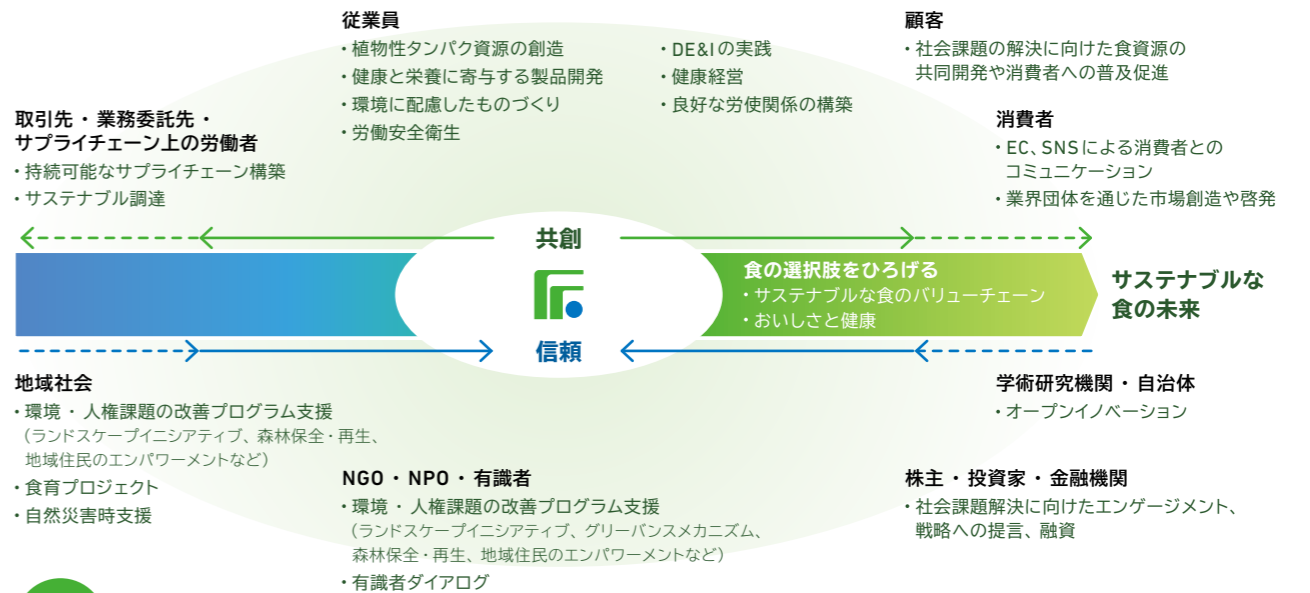 従業員
・植物性タンパク資源の創造
・健康と栄養に寄与する製品開発
・環境に配慮したものづくり
・労働安全衛生
・DE&Iの実践
・健康経営
・良好な労使関係の構築
顧客
・社会課題の解決に向けた食資源の
共同開発や消費者への普及促進
取引先・業務委託先・
サプライチェーン上の労働者
・持続可能なサプライチェーン構築
・サステナブル調達
消費者
・EC、SNSによる消費者との
コミュニケーション
・業界団体を通じた市場創造や啓発
共創
食の選択肢をひろげる
・サステナブルな食のバリューチェーン
・おいしさと健康
サステナブルな
食の未来
信頼
地域社会
・環境・人権課題の改善プログラム支援
（ランドスケープイニシアティブ、森林保全・再生、
地域住民のエンパワーメントなど）
・食育プロジェクト
・自然災害時支援
NGO・NPO・有識者
・環境・人権課題の改善プログラム支援
（ランドスケープイニシアティブ、グリーバンスメカニズム、
森林保全・再生、地域住民のエンパワーメントなど）
・有識者ダイアログ
学術研究機関・自治体
・オープンイノベーション
株主・投資家・金融機関
・社会課題解決に向けたエンゲージメント、
戦略への提言、融資